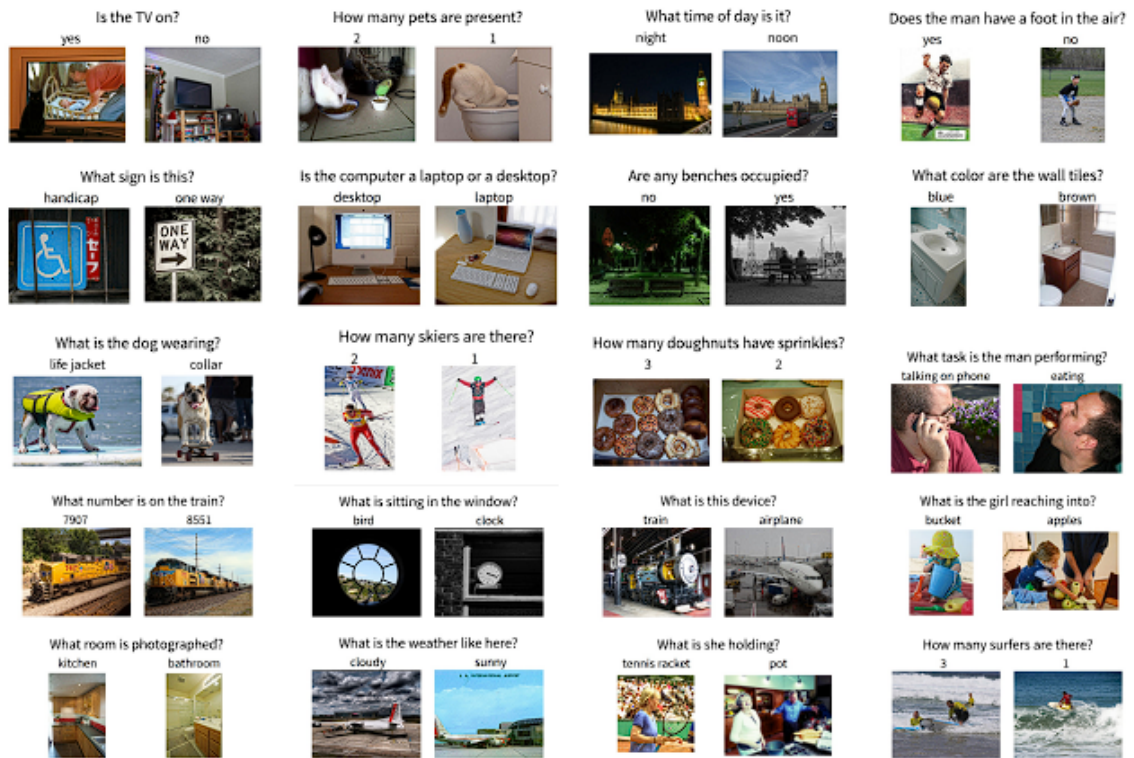 Is the TV on?
yes no
How many pets are present?
2 1
What time of day is it?
night noon
Does the man have a foot in the air?
yes no
What sign is this?
handicap one way
セーフ
ONE
WAY
Is the computer a laptop or a desktop?
desktop laptop
Are any benches occupied?
no yes
What color are the wall tiles?
blue brown
What is the dog wearing?
life jacket collar
How many skiers are there?
2 1
How many doughnuts have sprinkles?
3 2
What task is the man performing?
talking on phone eating
What number is on the train?
7907 8551
What is sitting in the window?
bird clock
What is this device?
train airplane
What is the girl reaching into?
bucket apples
What room is photographed?
kitchen bathroom
What is the weather like here?
cloudy sunny
What is she holding?
tennis racket pot
How many surfers are there?
3 1